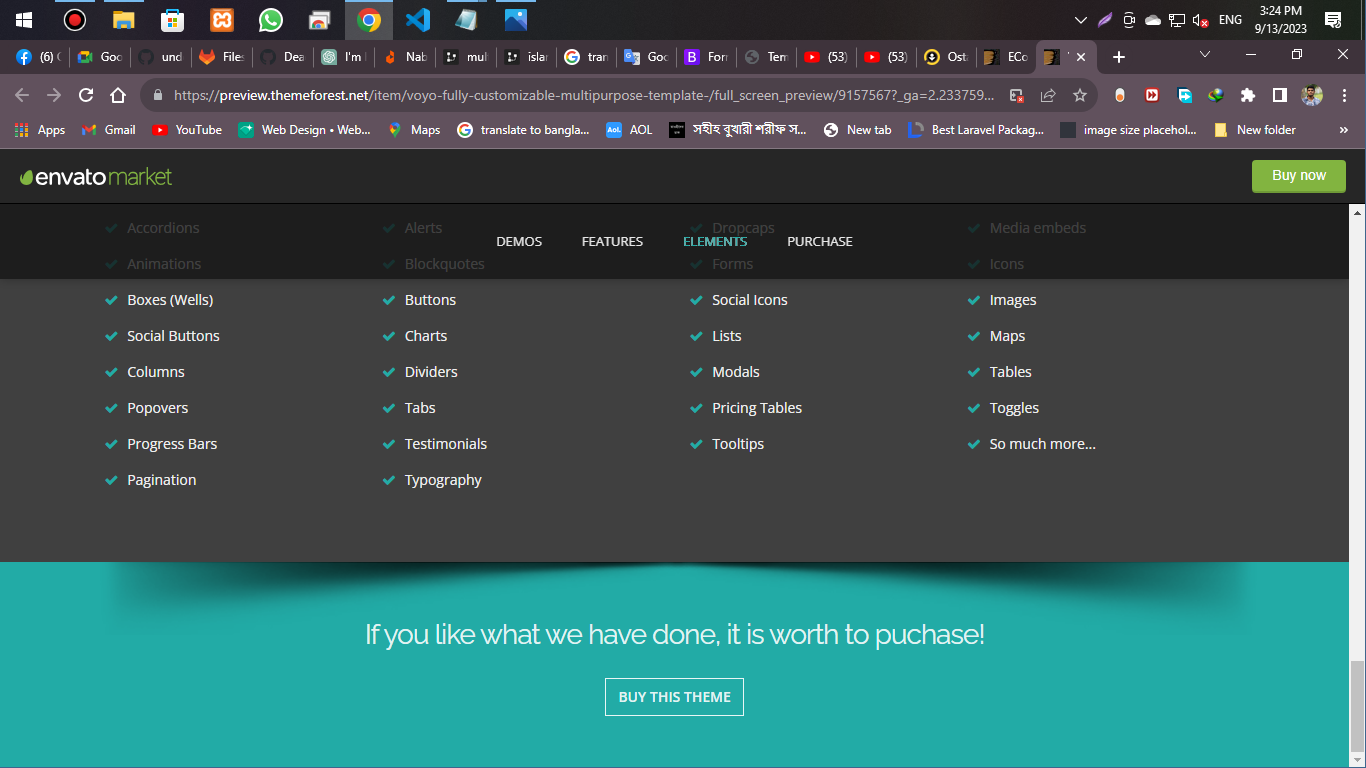 3:24 PM
ENG
9/13/2023
(6)
Goo
und
Files
Dea
I'm
Nab
mul
islar
tran
Goo
For
Tem
(53)
(53)
Ost
ECo
https://preview.themeforest.net/item/voyo-fully-customizable-multipurpose-template-/full_screen_preview/9157567?_ga=2.233759...
Apps
Gmail
YouTube
Web Design • Web...
Maps
translate to bangla...
AOL
সহীহ বুখারী শরীফ স...
New tab
Best Laravel Packag...
image size placehol...
New folder
»
envatomarket
Buy now
Accordions Alerts Dropcaps Media embeds
DEMOS FEATURES ELEMENTS PURCHASE
Animations Blockquotes Forms Icons
Boxes (Wells) Buttons Social Icons Images
Social Buttons Charts Lists Maps
Columns Dividers Modals Tables
Popovers Tabs Pricing Tables Toggles
Progress Bars Testimonials Tooltips So much more...
Pagination Typography
If you like what we have done, it is worth to puchase!
BUY THIS THEME